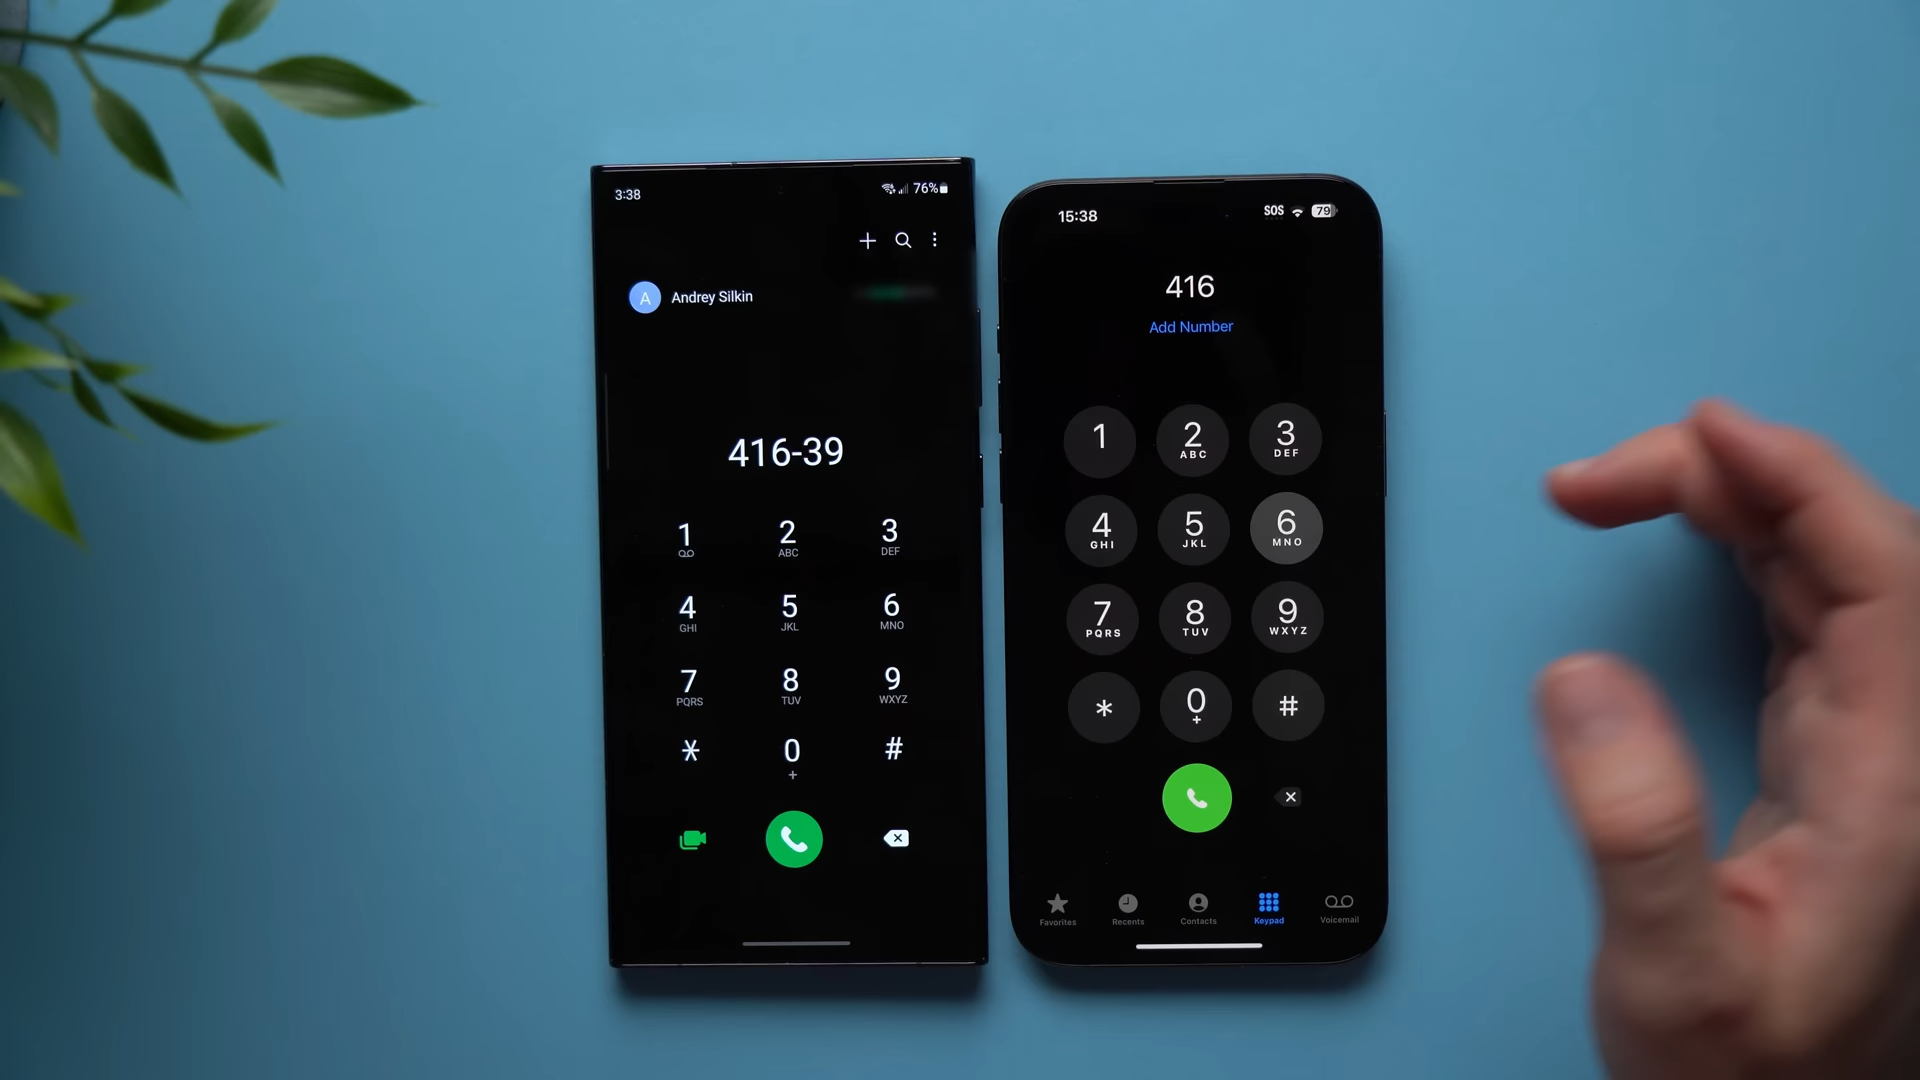 3:38
76%
A Andrey Silkin
416-39
1 2 3
ABC DEF
4 5 6
GHI JKL MNO
7 8 9
PQRS TUV WXYZ
* 0 #
+
15:38
SOS 79
416
Add Number
1 2 3
ABC DEF
4 5 6
GHI JKL MNO
7 8 9
PQRS TUV WXYZ
* 0 #
+
Favorites Recents Contacts Keypad Voicemail